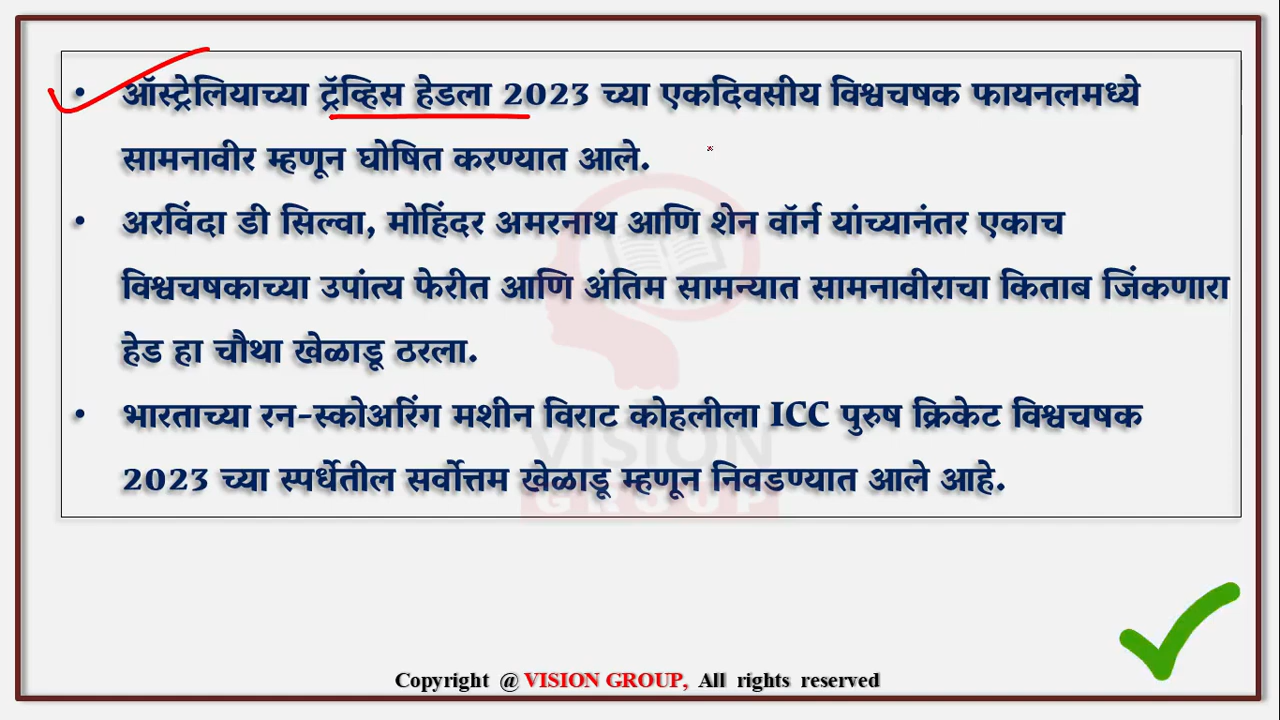 • ऑस्ट्रेलियाच्या ट्रॅव्हिस हेडला 2023 च्या एकदिवसीय विश्वचषक फायनलमध्ये
सामनावीर म्हणून घोषित करण्यात आले.
• अरविंदा डी सिल्वा, मोहिंदर अमरनाथ आणि शेन वॉर्न यांच्यानंतर एकाच
विश्वचषकाच्या उपांत्य फेरीत आणि अंतिम सामन्यात सामनावीराचा किताब जिंकणारा
हेड हा चौथा खेळाडू ठरला.
• भारताच्या रन-स्कोअरिंग मशीन विराट कोहलीला ICC पुरुष क्रिकेट विश्वचषक
2023 च्या स्पर्धेतील सर्वोत्तम खेळाडू म्हणून निवडण्यात आले आहे.
VISION
GROUP
Copyright @ VISION GROUP, All rights reserved